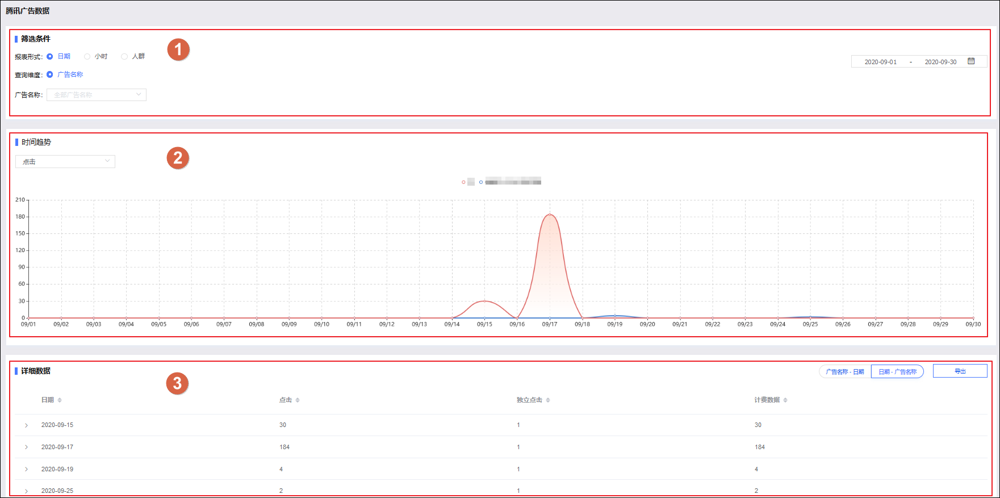 腾讯广告数据
筛选条件
1
报表形式: 日期 小时 人群
2020-09-01 - 2020-09-30
查询维度: 广告名称
广告名称: 全部广告名称
时间趋势
2
点击
210
180
150
120
90
60
30
0
09/01 09/02 09/03 09/04 09/05 09/06 09/07 09/08 09/09 09/10 09/11 09/12 09/13 09/14 09/15 09/16 09/17 09/18 09/19 09/20 09/21 09/22 09/23 09/24 09/25 09/26 09/27 09/28 09/29 09/30
详细数据
3
广告名称 - 日期 日期 - 广告名称 导出
日期 点击 独立点击 计费数据
2020-09-15 30 1 30
2020-09-17 184 1 184
2020-09-19 4 1 4
2020-09-25 2 1 2